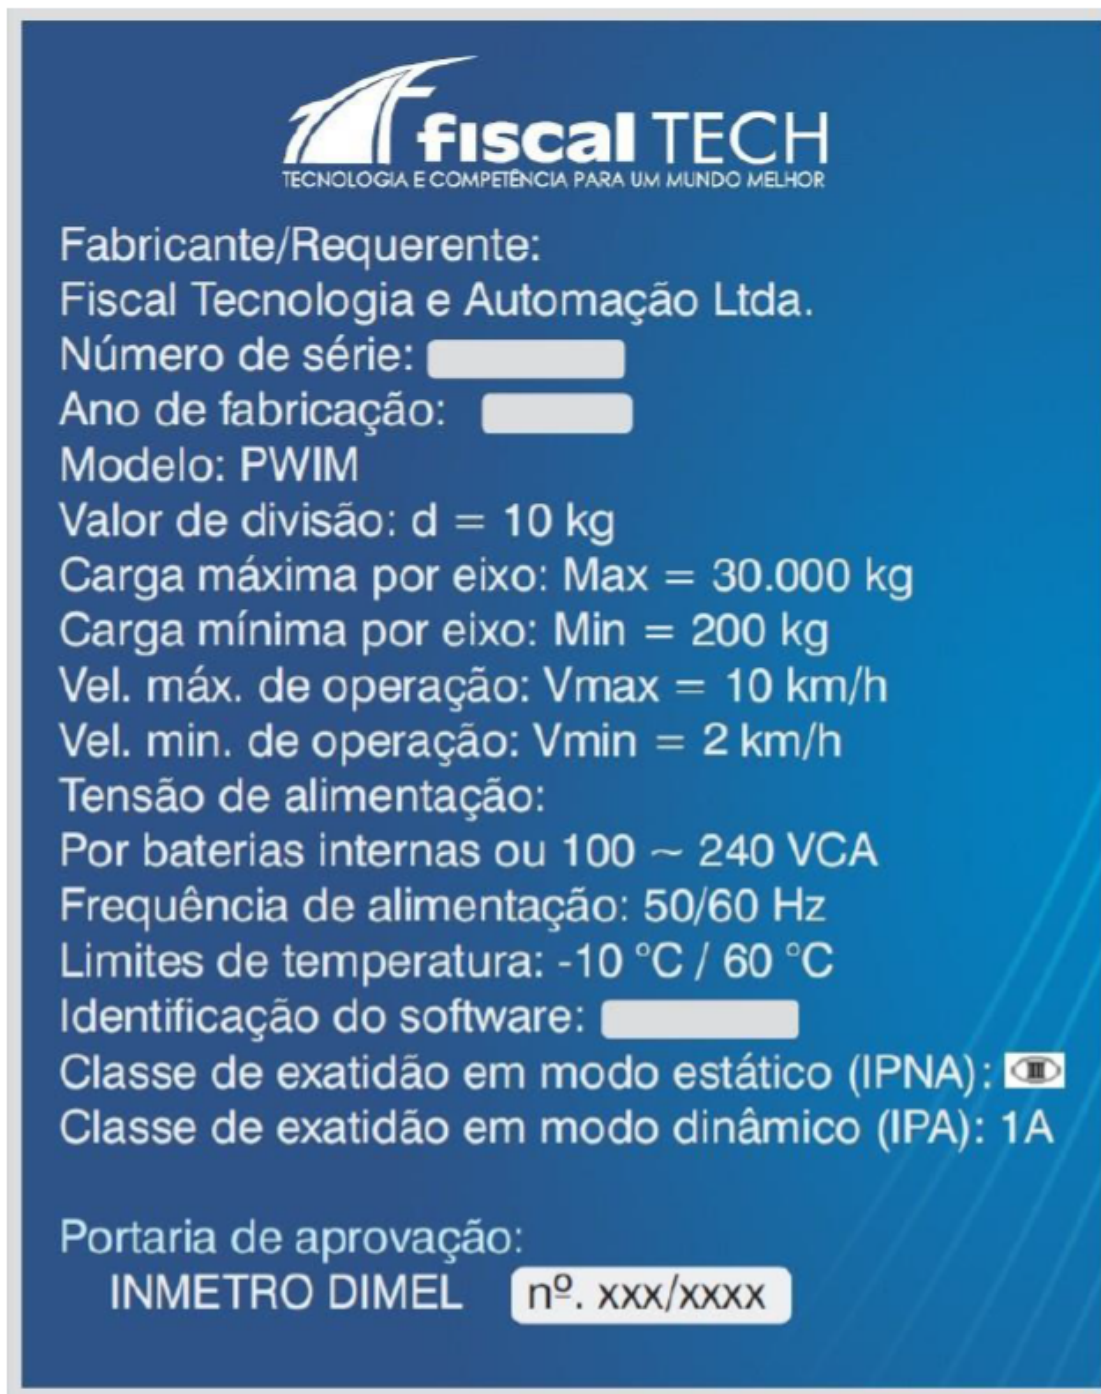 fiscal TECH
TECNOLOGIA E COMPETÊNCIA PARA UM MUNDO MELHOR
Fabricante/Requerente:
Fiscal Tecnologia e Automação Ltda.
Número de série:
Ano de fabricação:
Modelo: PWIM
Valor de divisão: d = 10 kg
Carga máxima por eixo: Max = 30.000 kg
Carga mínima por eixo: Min = 200 kg
Vel. máx. de operação: Vmax = 10 km/h
Vel. min. de operação: Vmin = 2 km/h
Tensão de alimentação:
Por baterias internas ou 100 ~ 240 VCA
Frequência de alimentação: 50/60 Hz
Limites de temperatura: -10 °C / 60 °C
Identificação do software:
Classe de exatidão em modo estático (IPNA): III
Classe de exatidão em modo dinâmico (IPA): 1A
Portaria de aprovação:
INMETRO DIMEL nº. xxx/xxxx